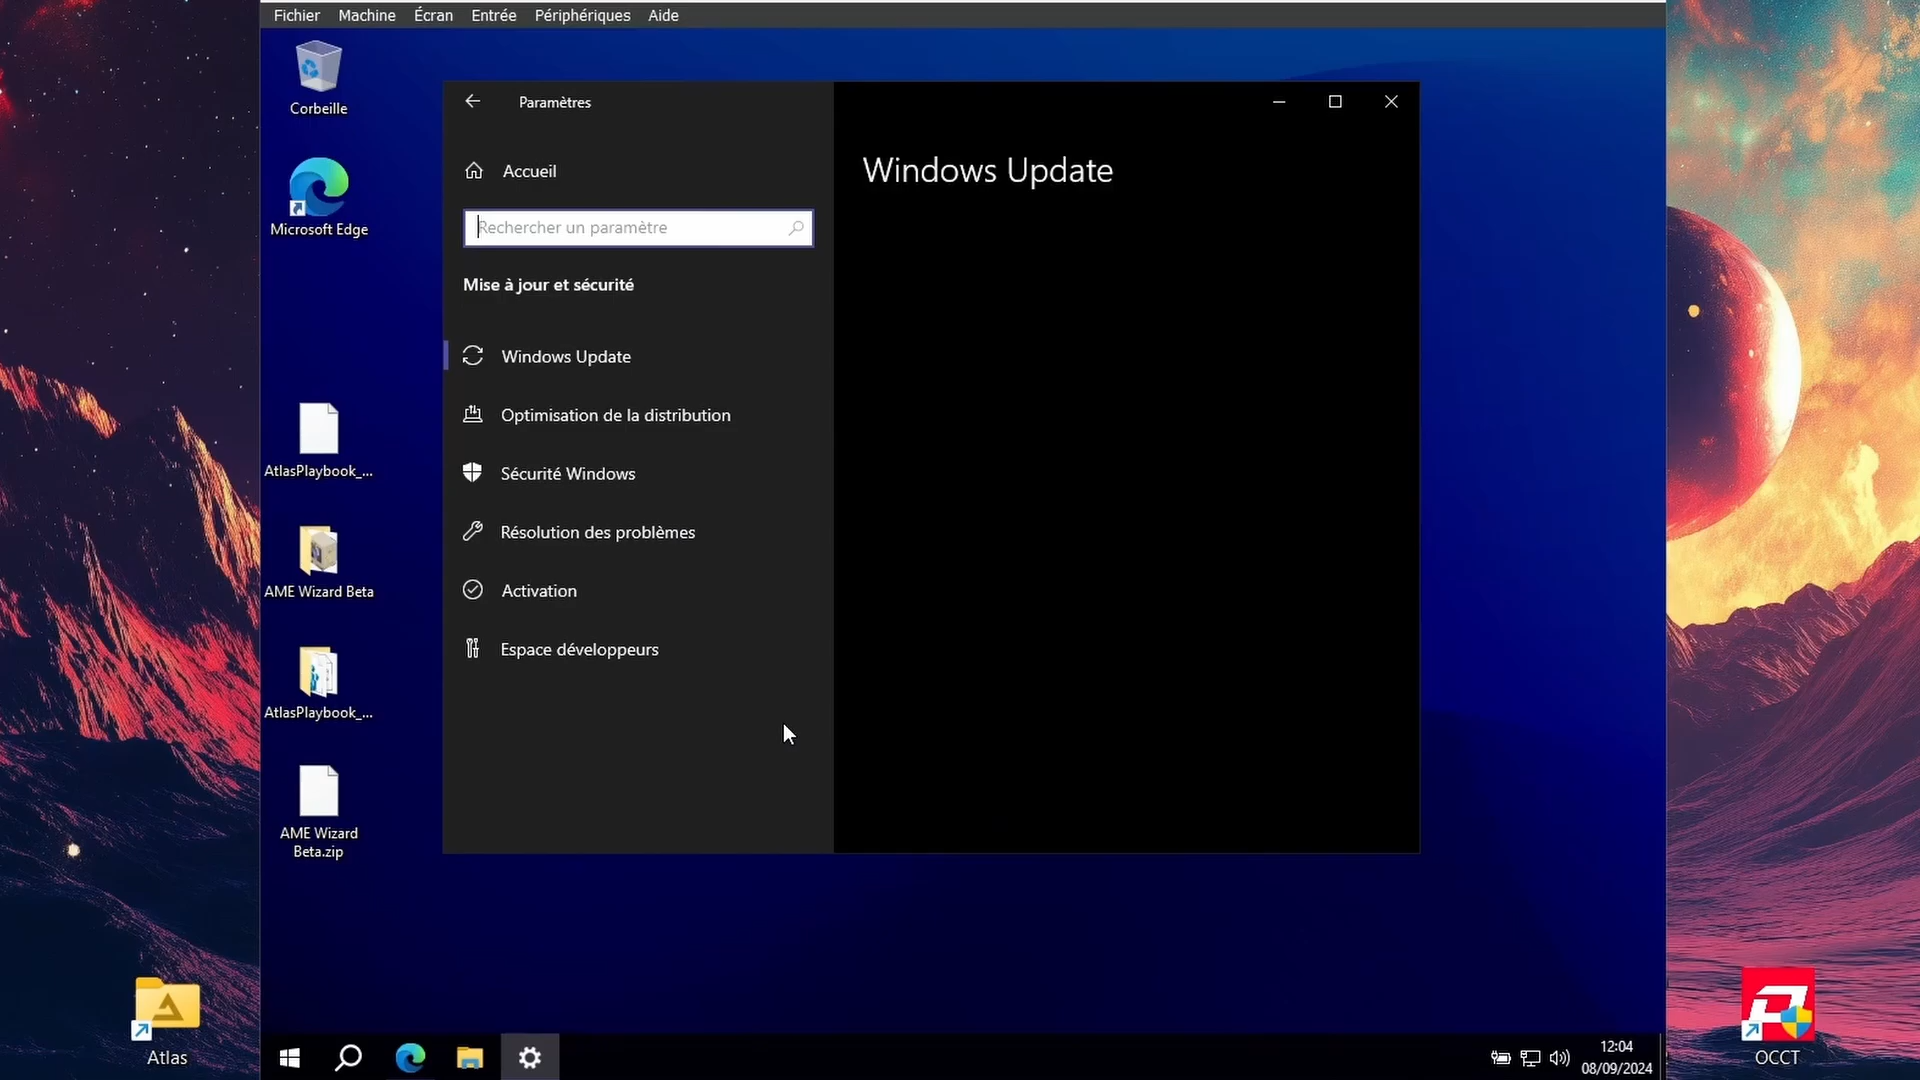 Fichier Machine Écran Entrée Périphériques Aide
Corbeille
Microsoft Edge
AtlasPlaybook_...
AME Wizard Beta
AtlasPlaybook_...
AME Wizard
Beta.zip
Paramètres
Accueil
Rechercher un paramètre
Mise à jour et sécurité
Windows Update
Optimisation de la distribution
Sécurité Windows
Résolution des problèmes
Activation
Espace développeurs
Windows Update
Atlas
OCCT
12:04
08/09/2024